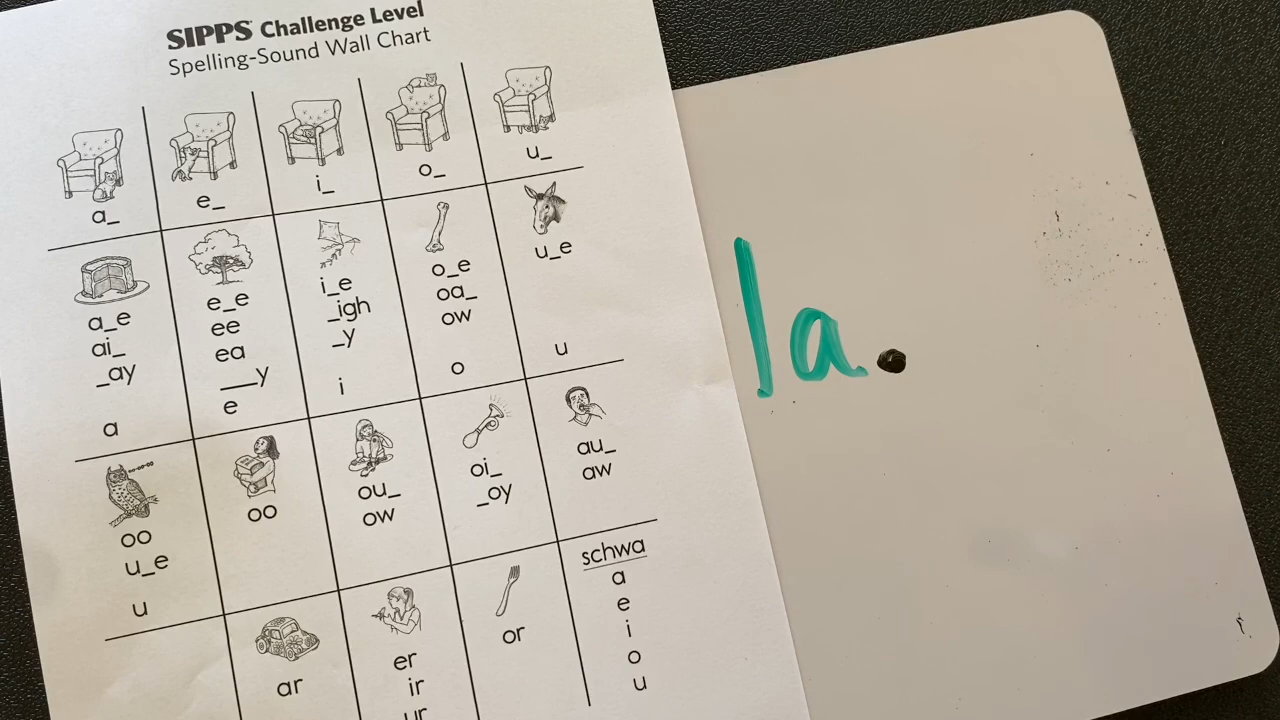 SIPPS® Challenge Level
Spelling-Sound Wall Chart
a_
e_
i_
o_
u_
a_e
ai_
_ay
a
e_e
ee
ea
___y
e
i_e
_igh
_y
i
o_e
oa_
ow
o
u_e
u
oo
u_e
u
oo
ou_
ow
oi_
_oy
au_
aw
ar
er
ir
ur
or
schwa
a
e
i
o
u
la.